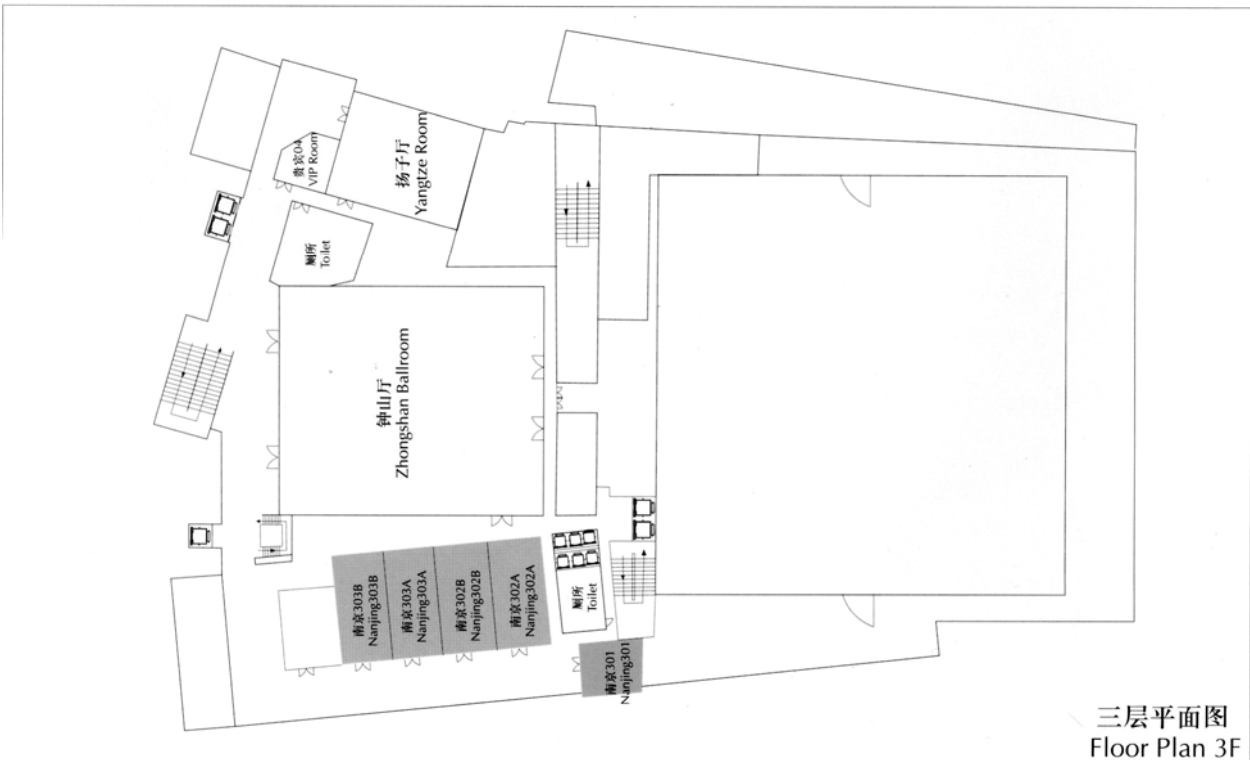 贵宾04
VIP Room
扬子厅
Yangtze Room
厕所
Toilet
钟山厅
Zhongshan Ballroom
南京303B
Nanjing303B
南京303A
Nanjing303A
南京302B
Nanjing302B
南京302A
Nanjing302A
厕所
Toilet
南京301
Nanjing301
三层平面图
Floor Plan 3F